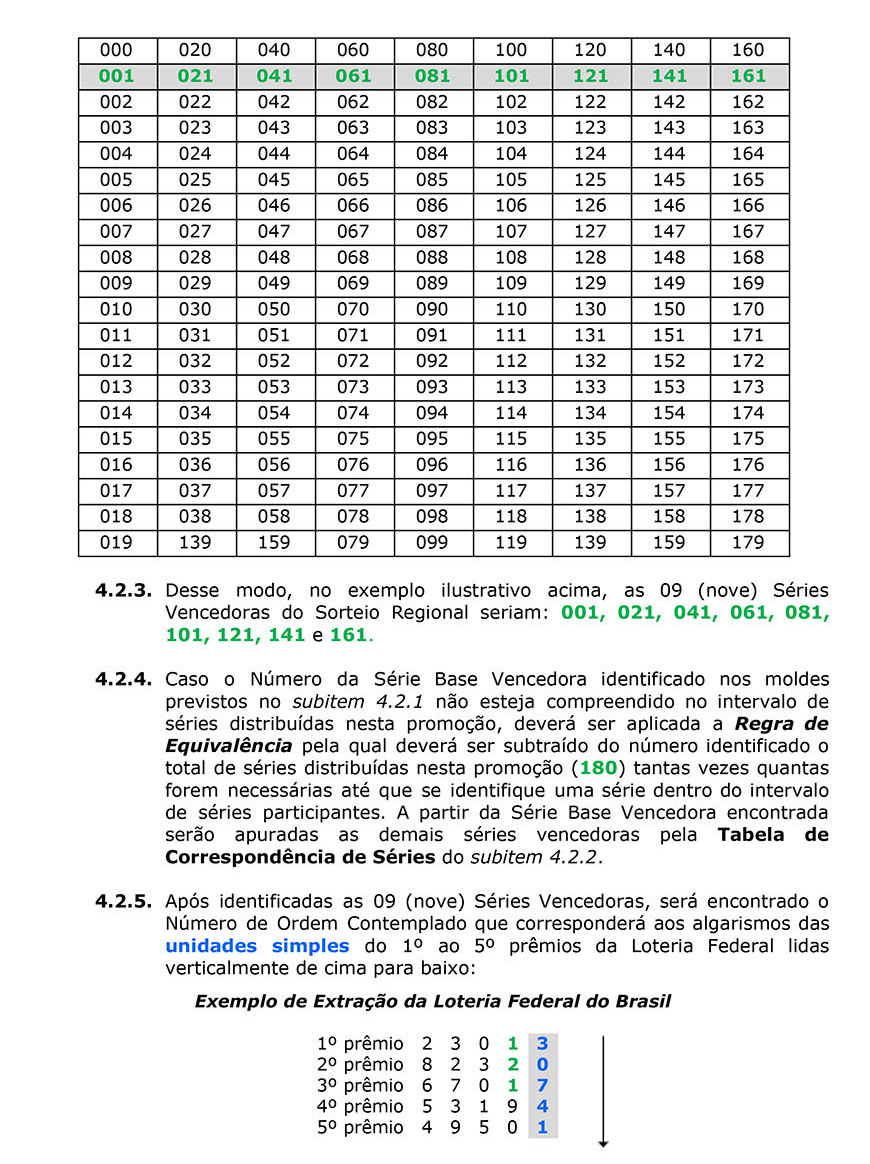 000 020 040 060 080 100 120 140 160
001 021 041 061 081 101 121 141 161
002 022 042 062 082 102 122 142 162
003 023 043 063 083 103 123 143 163
004 024 044 064 084 104 124 144 164
005 025 045 065 085 105 125 145 165
006 026 046 066 086 106 126 146 166
007 027 047 067 087 107 127 147 167
008 028 048 068 088 108 128 148 168
009 029 049 069 089 109 129 149 169
010 030 050 070 090 110 130 150 170
011 031 051 071 091 111 131 151 171
012 032 052 072 092 112 132 152 172
013 033 053 073 093 113 133 153 173
014 034 054 074 094 114 134 154 174
015 035 055 075 095 115 135 155 175
016 036 056 076 096 116 136 156 176
017 037 057 077 097 117 137 157 177
018 038 058 078 098 118 138 158 178
019 139 159 079 099 119 139 159 179
4.2.3. Desse modo, no exemplo ilustrativo acima, as 09 (nove) Séries
Vencedoras do Sorteio Regional seriam: 001, 021, 041, 061, 081,
101, 121, 141 e 161.
4.2.4. Caso o Número da Série Base Vencedora identificado nos moldes
previstos no subitem 4.2.1 não esteja compreendido no intervalo de
séries distribuídas nesta promoção, deverá ser aplicada a Regra de
Equivalência pela qual deverá ser subtraído do número identificado o
total de séries distribuídas nesta promoção (180) tantas vezes quantas
forem necessárias até que se identifique uma série dentro do intervalo
de séries participantes. A partir da Série Base Vencedora encontrada
serão apuradas as demais séries vencedoras pela Tabela de
Correspondência de Séries do subitem 4.2.2.
4.2.5. Após identificadas as 09 (nove) Séries Vencedoras, será encontrado o
Número de Ordem Contemplado que corresponderá aos algarismos das
unidades simples do 1º ao 5º prêmios da Loteria Federal lidas
verticalmente de cima para baixo:
Exemplo de Extração da Loteria Federal do Brasil
1º prêmio 2 3 0 1 3
2º prêmio 8 2 3 2 0
3º prêmio 6 7 0 1 7
4º prêmio 5 3 1 9 4
5º prêmio 4 9 5 0 1